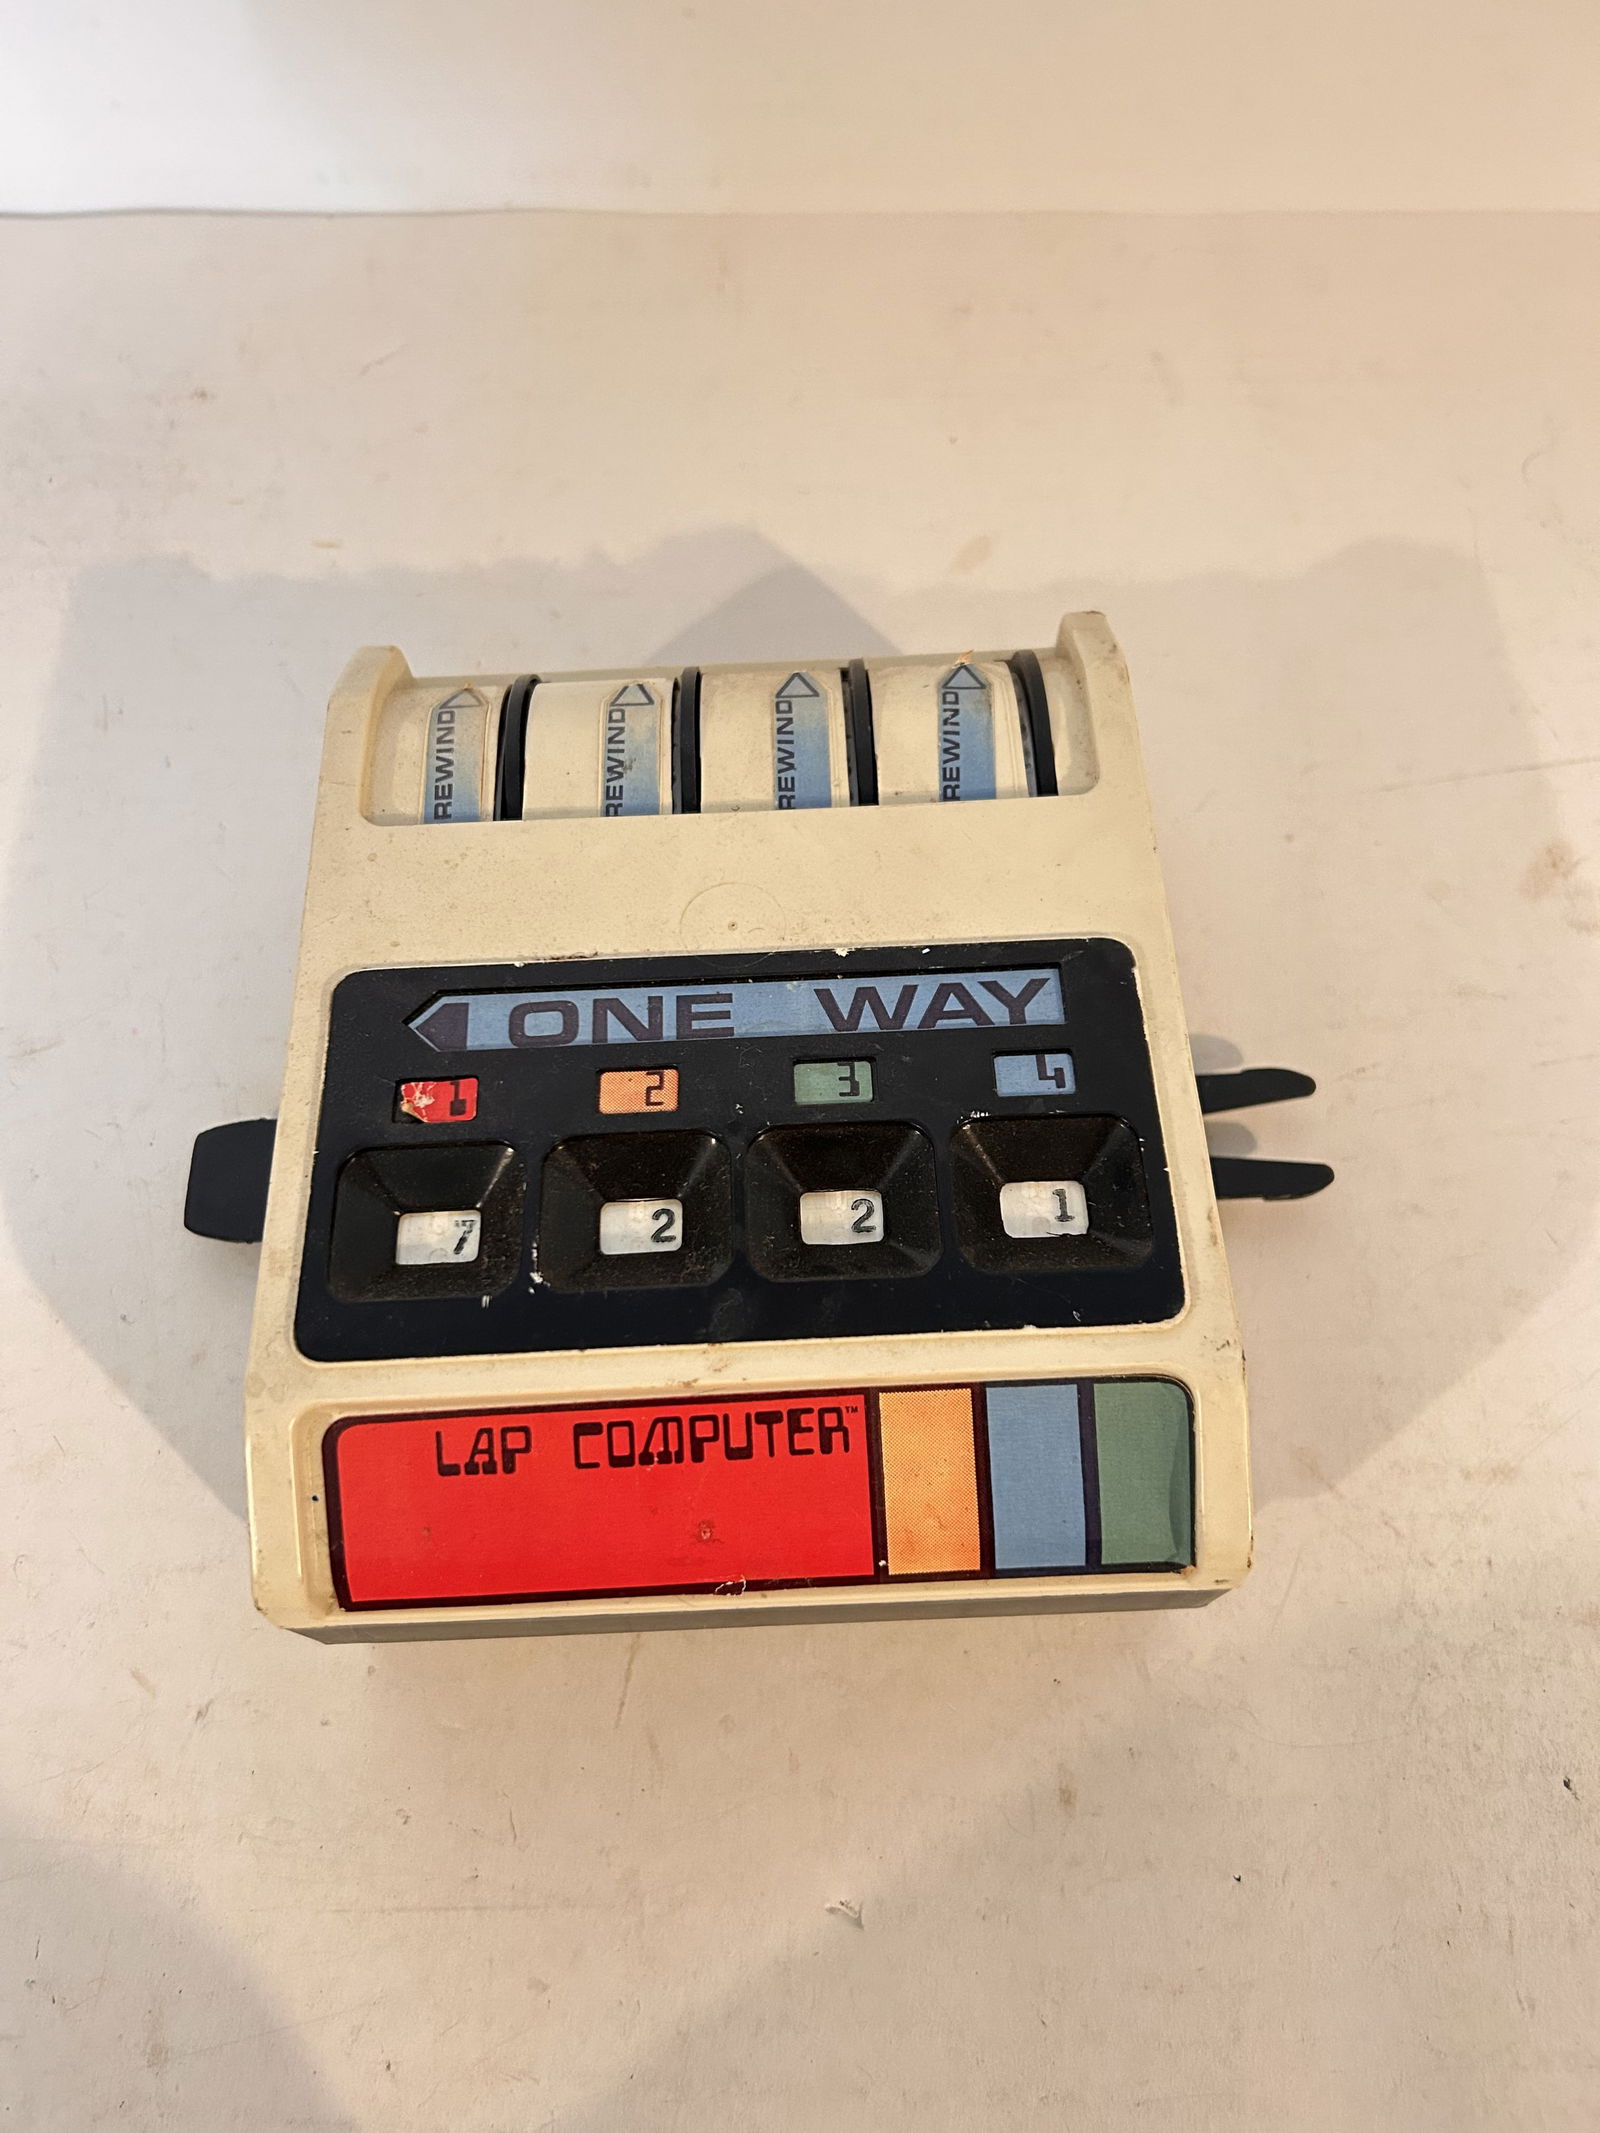 REWIND REWIND REWIND REWIND
ONE WAY
1 2 3 4
7 2 2 1
LAP COMPUTER™